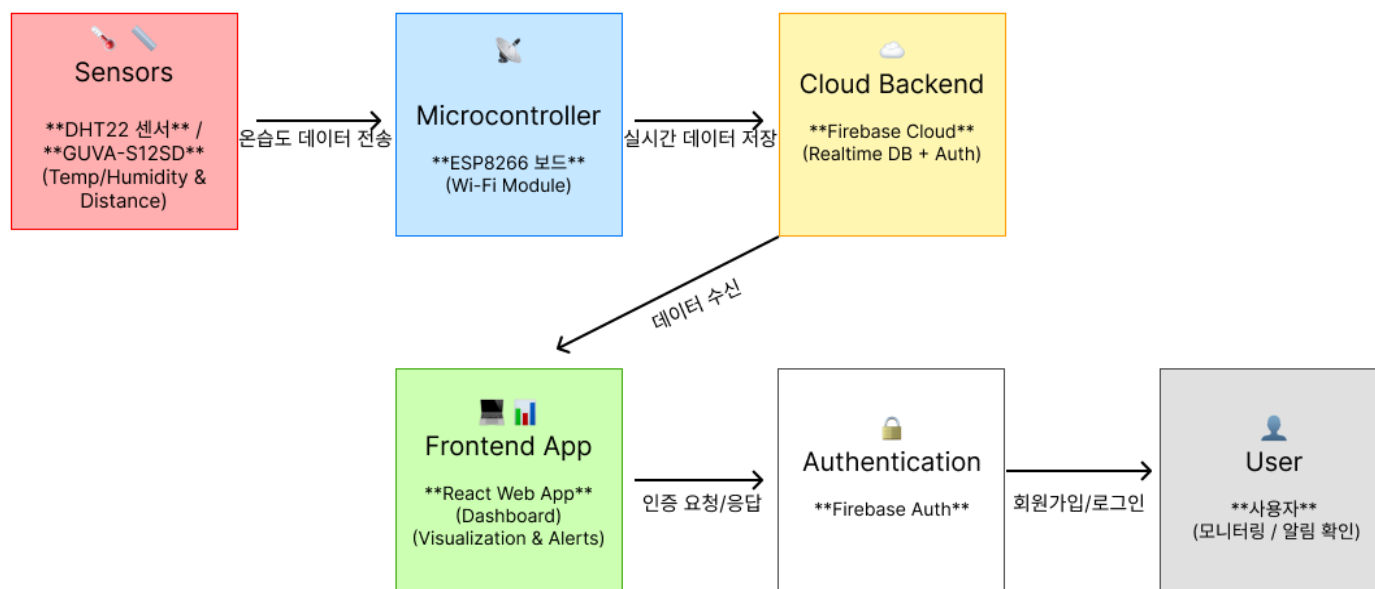 Sensors
**DHT22 센서** /
**GUVA-S12SD**
(Temp/Humidity &
Distance)
온습도 데이터 전송
Microcontroller
**ESP8266 보드**
(Wi-Fi Module)
실시간 데이터 저장
Cloud Backend
**Firebase Cloud**
(Realtime DB + Auth)
데이터 수신
Frontend App
**React Web App**
(Dashboard)
(Visualization & Alerts)
인증 요청/응답
Authentication
**Firebase Auth**
회원가입/로그인
User
**사용자**
(모니터링 / 알림 확인)